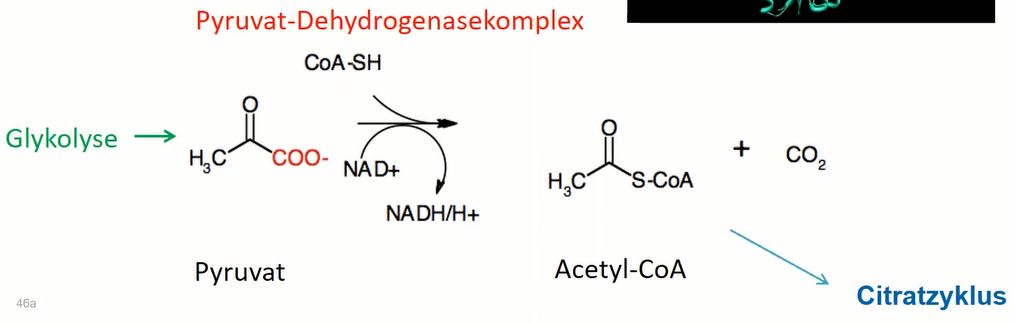 Pyruvat-Dehydrogenasekomplex
CoA-SH
Glykolyse
O
H3C
COO-
NAD+
NADH/H+
Pyruvat
O
H3C
S-CoA
+
CO2
Acetyl-CoA
Citratzyklus
46a